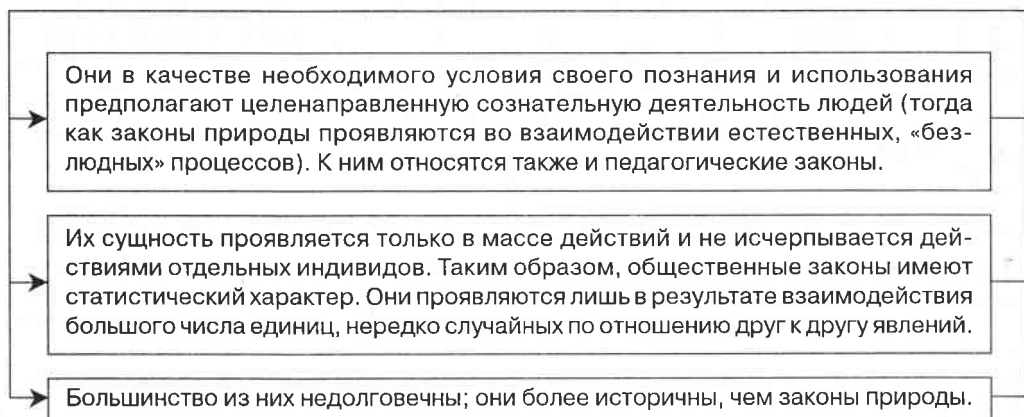 Они в качестве необходимого условия своего познания и использования
предполагают целенаправленную сознательную деятельность людей (тогда
как законы природы проявляются во взаимодействии естественных, «без-
людных» процессов). К ним относятся также и педагогические законы.
Их сущность проявляется только в массе действий и не исчерпывается дей-
ствиями отдельных индивидов. Таким образом, общественные законы имеют
статистический характер. Они проявляются лишь в результате взаимодействия
большого числа единиц, нередко случайных по отношению друг к другу явлений.
Большинство из них недолговечны; они более историчны, чем законы природы.